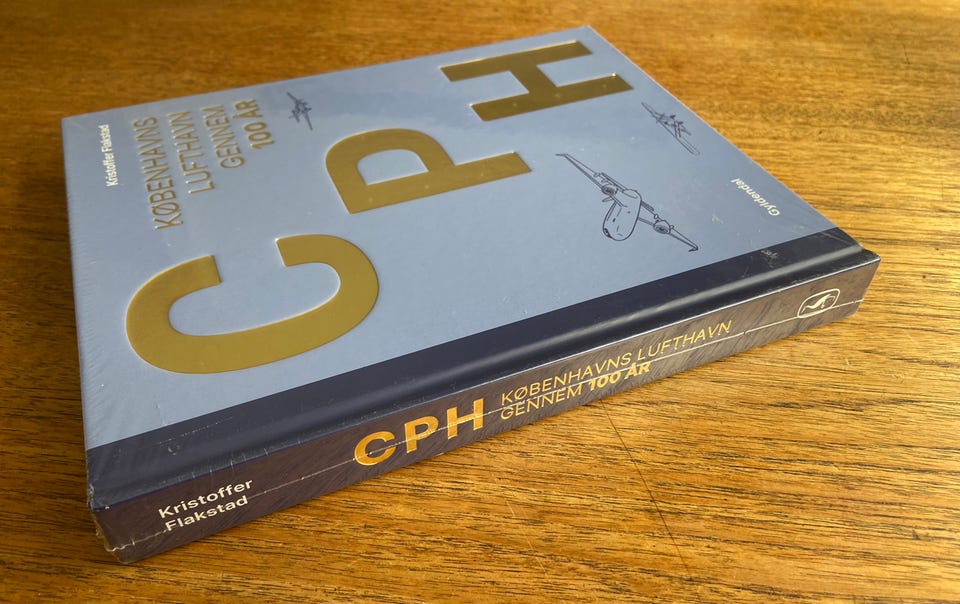 Kristoffer Flakstad
KØBENHAVNS
LUFTHAVN
GENNEM
100 ÅR
CPH
Gyldendal
Kristoffer
Flakstad
CPH
KØBENHAVNS LUFTHAVN
GENNEM 100 ÅR